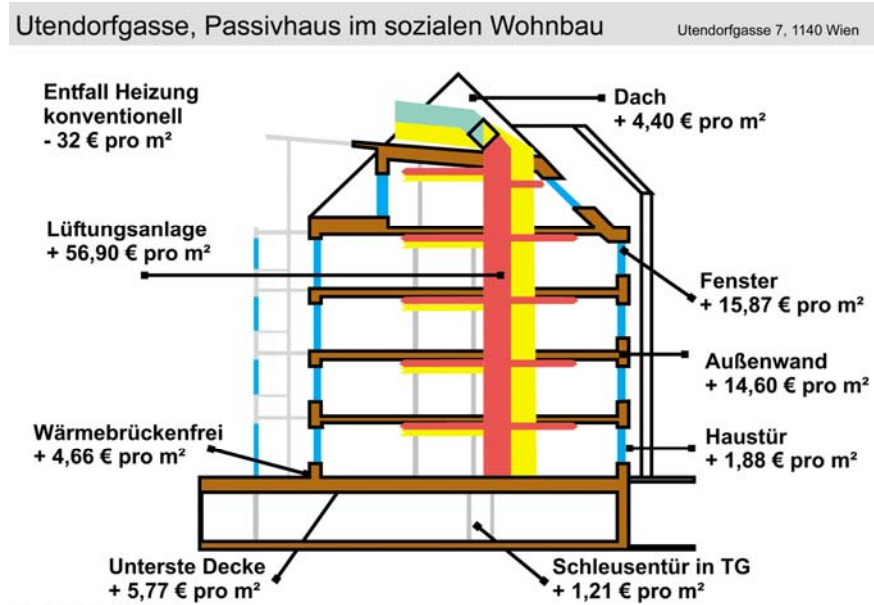 Utendorfgasse, Passivhaus im sozialen Wohnbau
Utendorfgasse 7, 1140 Wien
Entfall Heizung
konventionell
- 32 € pro m²
Dach
+ 4,40 € pro m²
Lüftungsanlage
+ 56,90 € pro m²
Fenster
+ 15,87 € pro m²
Außenwand
+ 14,60 € pro m²
Wärmebrückenfrei
+ 4,66 € pro m²
Haustür
+ 1,88 € pro m²
Unterste Decke
+ 5,77 € pro m²
Schleusentür in TG
+ 1,21 € pro m²